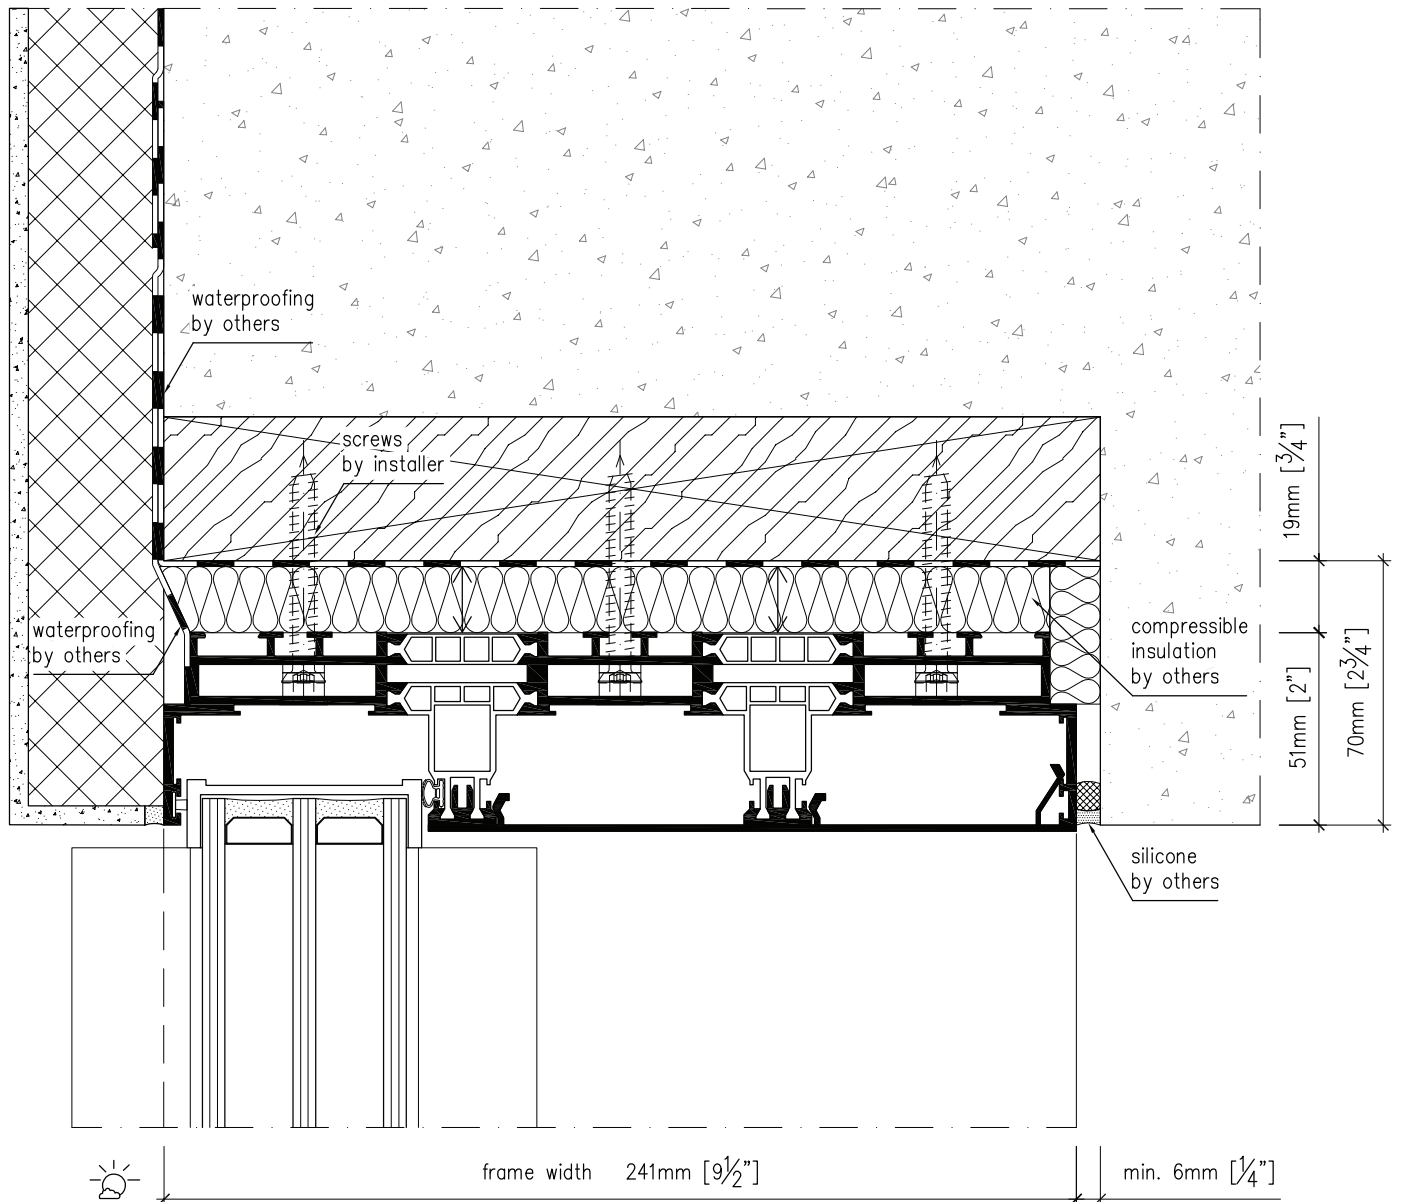 waterproofing
by others
screws
by installer
19mm [3/4"]
waterproofing
by others
compressible
insulation
by others
51mm [2"]
70mm [2 3/4"]
silicone
by others
frame width 241mm [9 1/2"]
min. 6mm [1/4"]